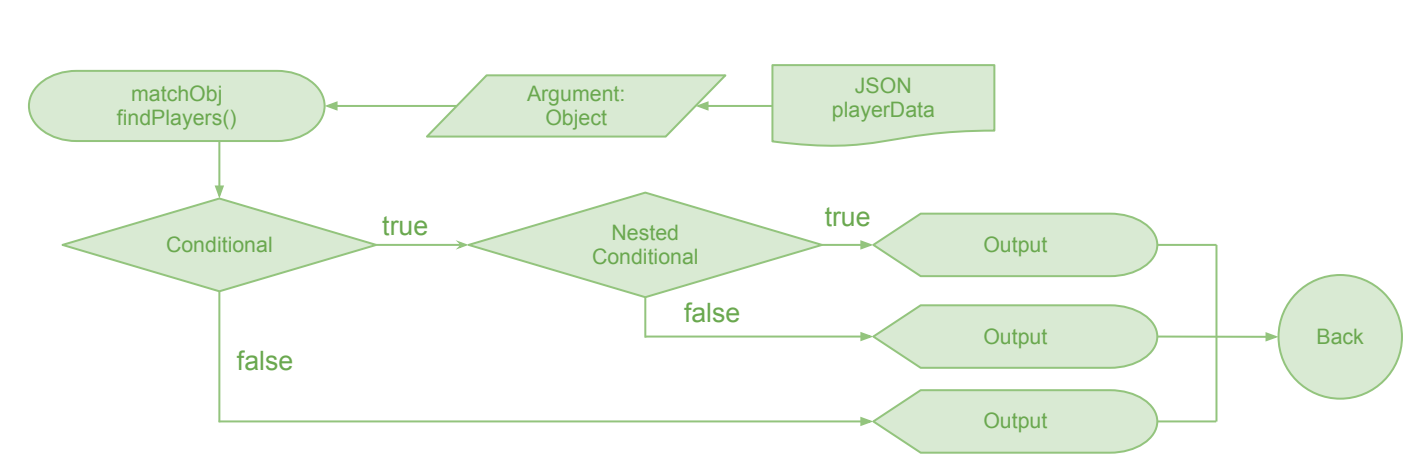 matchObj
findPlayers()
Argument:
Object
JSON
playerData
Conditional
true
Nested
Conditional
true
Output
false
Output
Back
false
Output